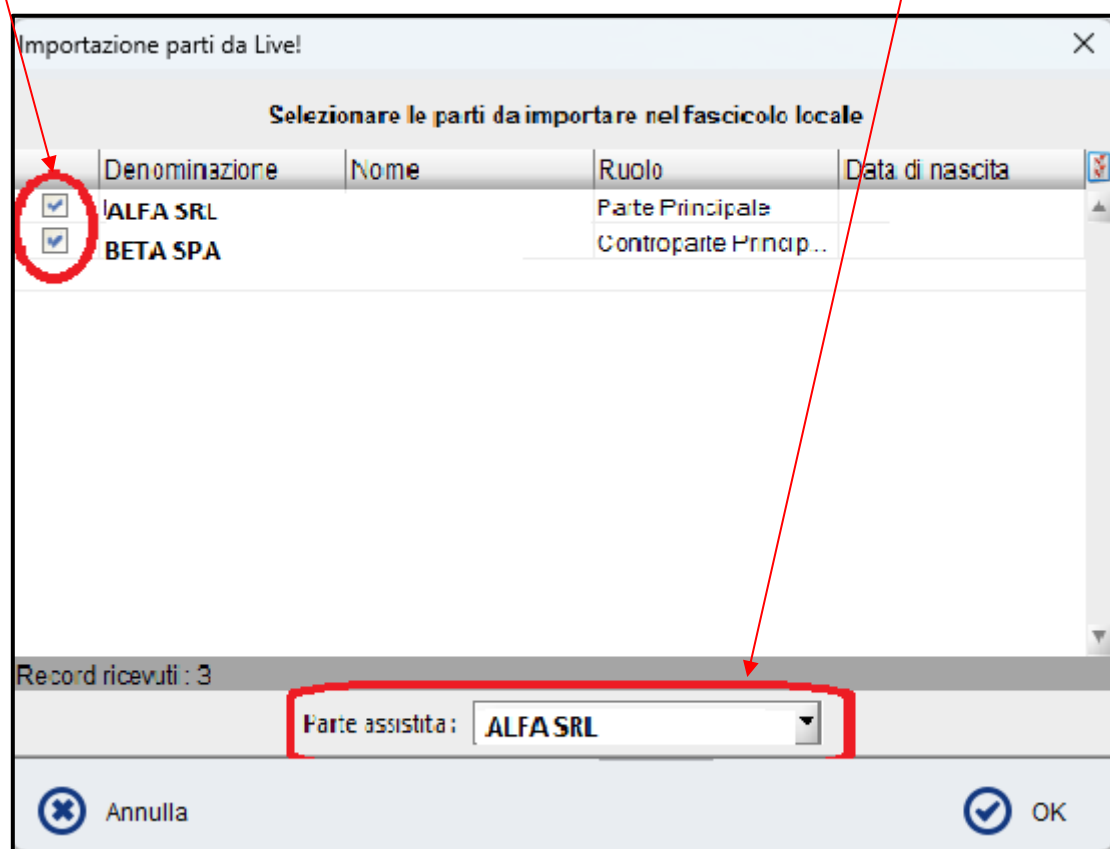 Importazione parti da Live!
Selezionare le parti da importare nel fascicolo locale
Denominazione Nome Ruolo Data di nascita
ALFA SRL Parte Principale
BETA SPA Controparte Princip...
Record ricevuti : 3
Parte assistita : ALFA SRL
Annulla OK